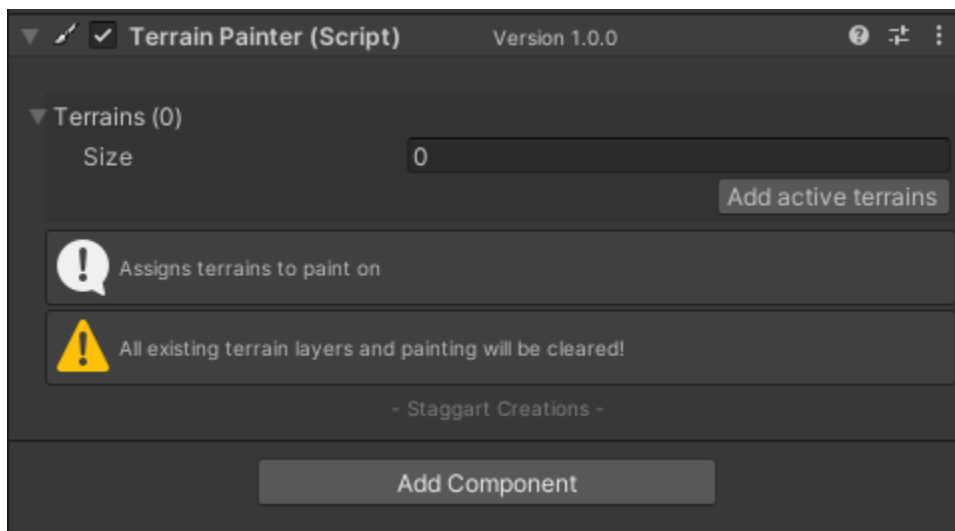 Terrain Painter (Script) Version 1.0.0
Terrains (0)
Size 0
Add active terrains
Assigns terrains to paint on
All existing terrain layers and painting will be cleared!
- Staggart Creations -
Add Component